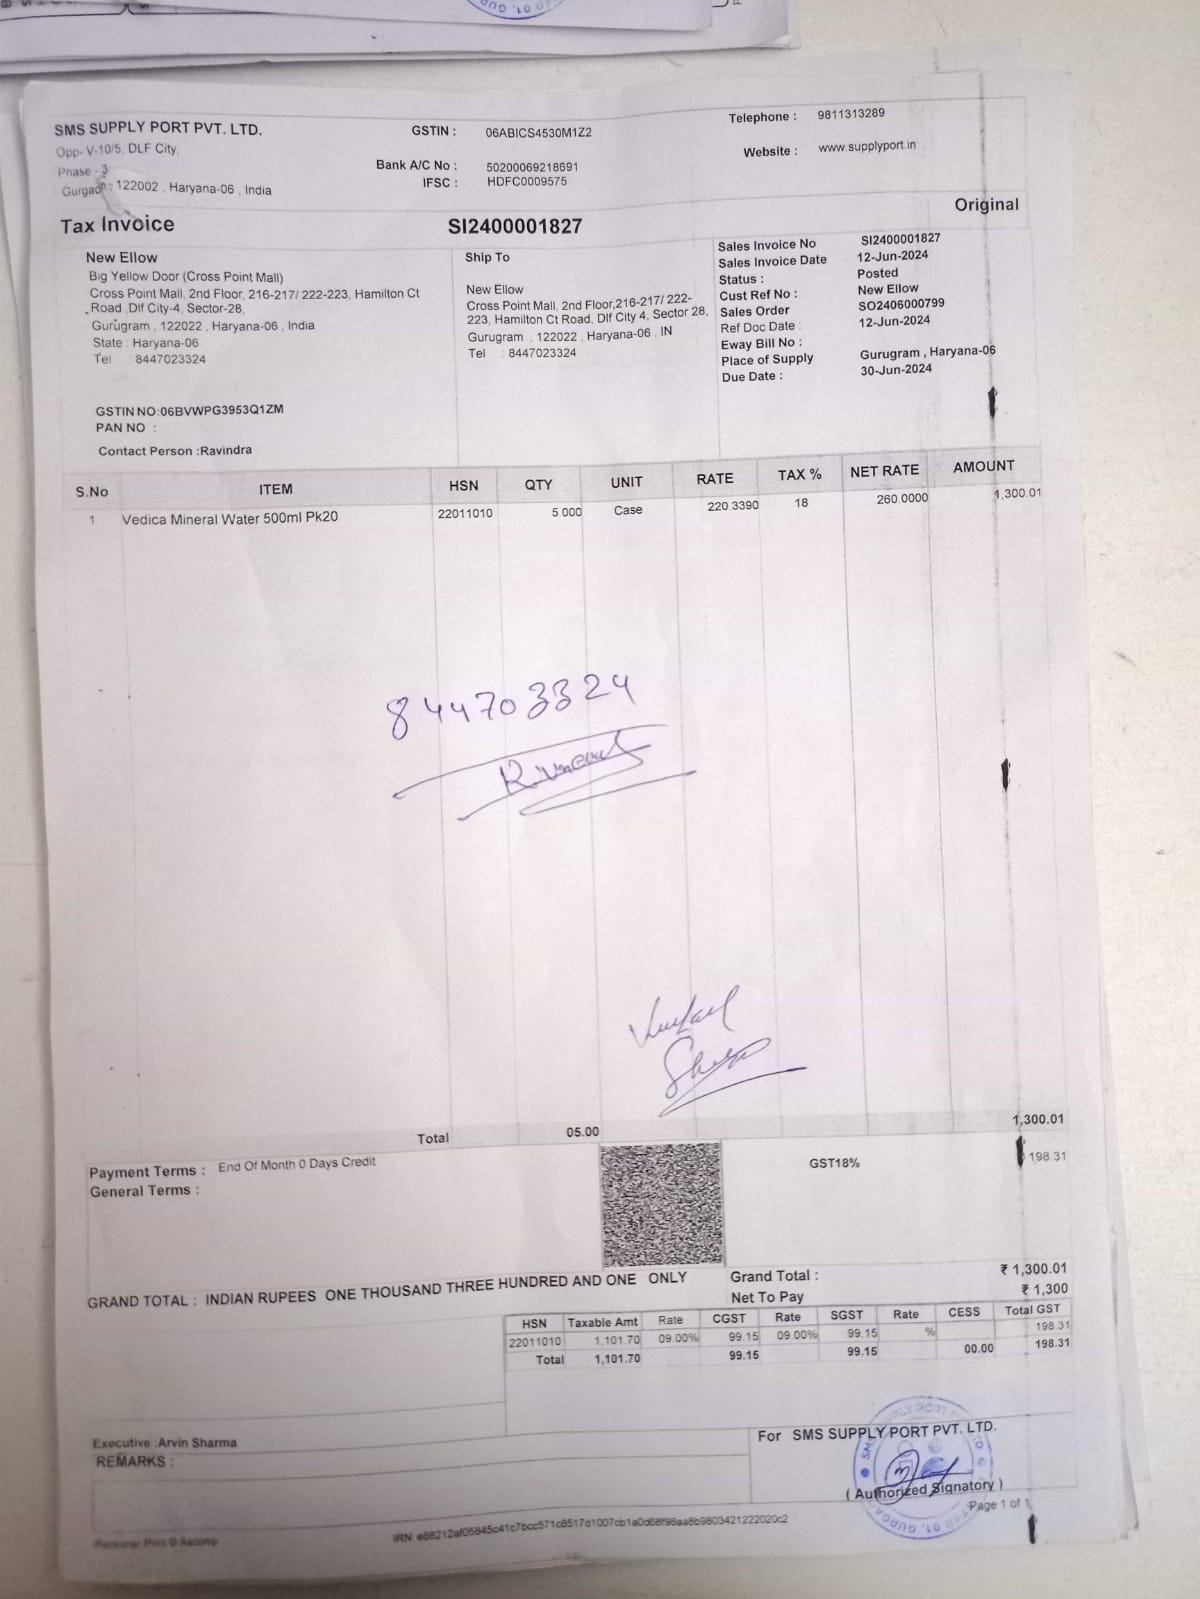 SMS SUPPLY PORT PVT. LTD.
Opp- V-10/5, DLF City,
Phase - 3
Gurgaon : 122002 , Haryana-06 , India
GSTIN : 06ABICS4530M1Z2
Bank A/C No : 50200069218691
IFSC : HDFC0009575
Telephone : 9811313289
Website : www.supplyport.in
Original
Tax Invoice
SI2400001827
New Ellow
Big Yellow Door (Cross Point Mall)
Cross Point Mall, 2nd Floor, 216-217/ 222-223, Hamilton Ct
Road ,Dlf City-4, Sector-28,
Gurugram , 122022 , Haryana-06 , India
State : Haryana-06
Tel : 8447023324
GSTIN NO:06BVWPG3953Q1ZM
PAN NO :
Contact Person :Ravindra
Ship To
New Ellow
Cross Point Mall, 2nd Floor,216-217/ 222-
223, Hamilton Ct Road, Dlf City 4, Sector 28,
Gurugram , 122022 , Haryana-06 , IN
Tel : 8447023324
Sales Invoice No SI2400001827
Sales Invoice Date 12-Jun-2024
Status : Posted
Cust Ref No : New Ellow
Sales Order SO2406000799
Ref Doc Date : 12-Jun-2024
Eway Bill No :
Place of Supply Gurugram , Haryana-06
Due Date : 30-Jun-2024
S.No ITEM HSN QTY UNIT RATE TAX % NET RATE AMOUNT
1 Vedica Mineral Water 500ml Pk20 22011010 5.000 Case 220.3390 18 260.0000 1,300.01
844703324
Total 05.00 1,300.01
Payment Terms : End Of Month 0 Days Credit
General Terms :
GST18% 198.31
GRAND TOTAL : INDIAN RUPEES ONE THOUSAND THREE HUNDRED AND ONE ONLY
Grand Total : ₹ 1,300.01
Net To Pay ₹ 1,300
HSN Taxable Amt Rate CGST Rate SGST Rate CESS Total GST
22011010 1,101.70 09.00% 99.15 09.00% 99.15 % 198.31
Total 1,101.70 99.15 99.15 00.00 198.31
Executive :Arvin Sharma
REMARKS :
For SMS SUPPLY PORT PVT. LTD.
( Authorized Signatory )
Page 1 of 1